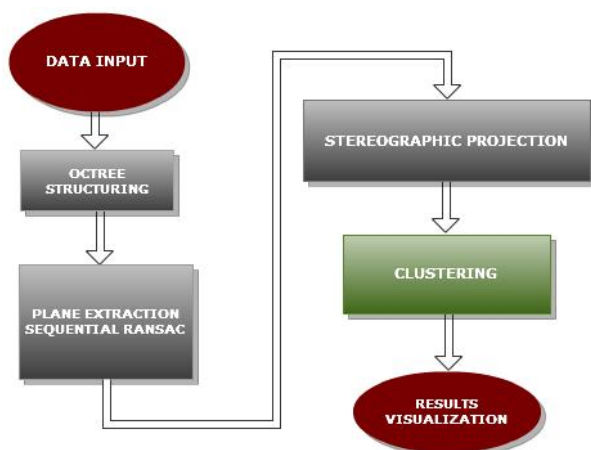 DATA INPUT
OCTREE
STRUCTURING
PLANE EXTRACTION
SEQUENTIAL RANSAC
STEREOGRAPHIC PROJECTION
CLUSTERING
RESULTS
VISUALIZATION